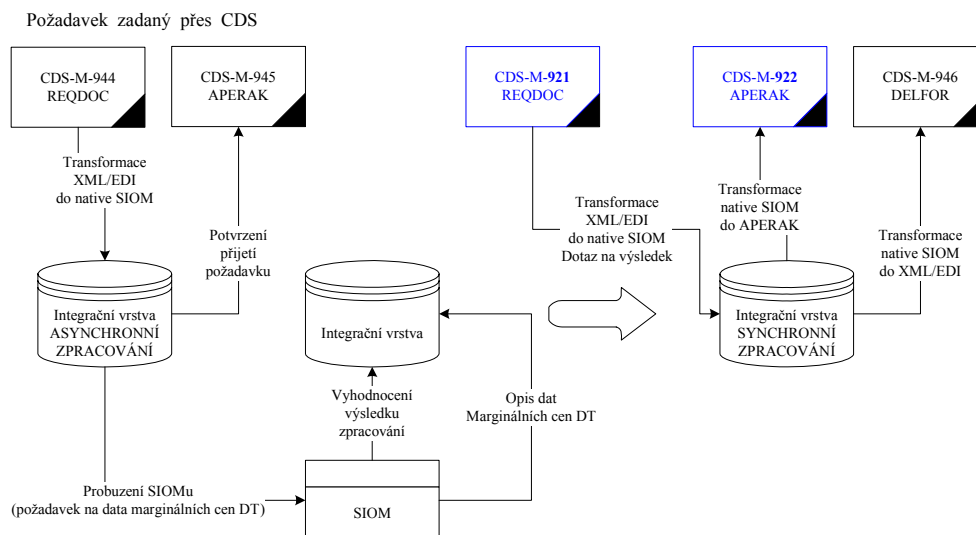 Požadavek zadaný přes CDS
CDS-M-944
REQDOC
CDS-M-945
APERAK
CDS-M-921
REQDOC
CDS-M-922
APERAK
CDS-M-946
DELFOR
Transformace
XML/EDI
do native SIOM
Potvrzení
přijetí
požadavku
Transformace
XML/EDI
do native SIOM
Dotaz na výsledek
Transformace
native SIOM
do APERAK
Transformace
native SIOM
do XML/EDI
Integrační vrstva
ASYNCHRONNÍ
ZPRACOVÁNÍ
Integrační vrstva
Integrační vrstva
SYNCHRONNÍ
ZPRACOVÁNÍ
Vyhodnocení
výsledku
zpracování
Opis dat
Marginálních cen DT
Probuzení SIOMu
(požadavek na data marginálních cen DT)
SIOM